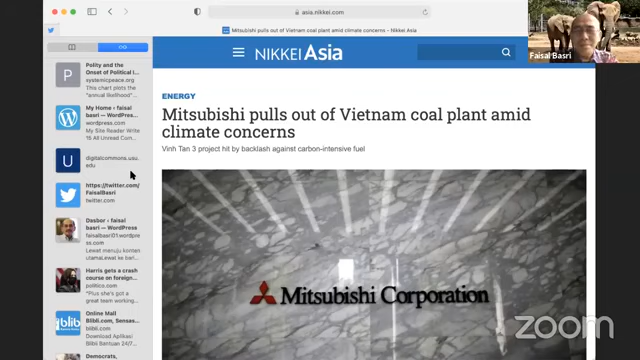 asia.nikkei.com
Mitsubishi pulls out of Vietnam coal plant amid climate concerns - Nikkei Asia
Faisal Basri
P
Polity and the
Onset of Political I...
systemicpeace.org
This chart plots the
"annual likelihood"
My Home ‹ faisal
basri — WordPress
wordpress.com
My Site Reader Write
15 All Unread Com...
U
digitalcommons.usu.
edu
https://twitter.com/
FaisalBasri
twitter.com
Dasbor ‹ faisal
basri — WordPress
faisalbasri01.wordpre
ss.com
Lewat menuju konten
utamaLewat ke bari...
Harris gets a crash
course on foreign...
politico.com
"Plus she's got a
great team working...
blib
Online Mall
Blibli.com, Sensas...
blibli.com
Download Aplikasi
Blibli Bantuan 24/7...
Democrats,
NIKKEI Asia
ENERGY
Mitsubishi pulls out of Vietnam coal plant amid
climate concerns
Vinh Tan 3 project hit by backlash against carbon-intensive fuel
Mitsubishi Corporation
zoom